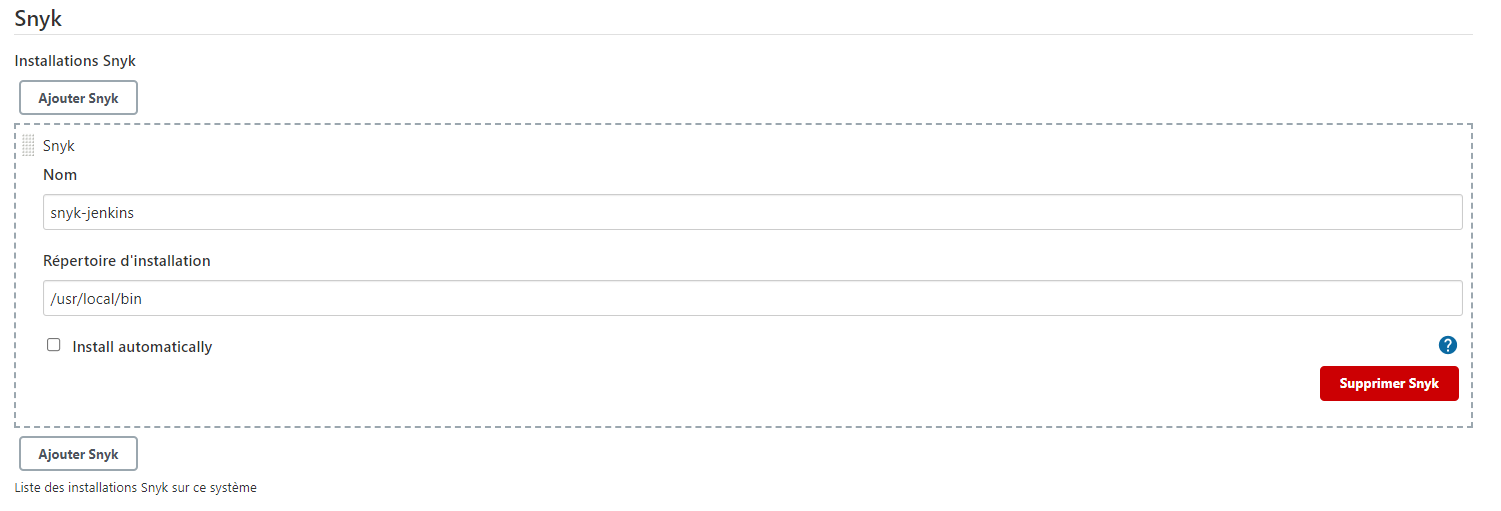 Snyk
Installations Snyk
Ajouter Snyk
Snyk
Nom
snyk-jenkins
Répertoire d'installation
/usr/local/bin
Install automatically
?
Supprimer Snyk
Ajouter Snyk
Liste des installations Snyk sur ce système